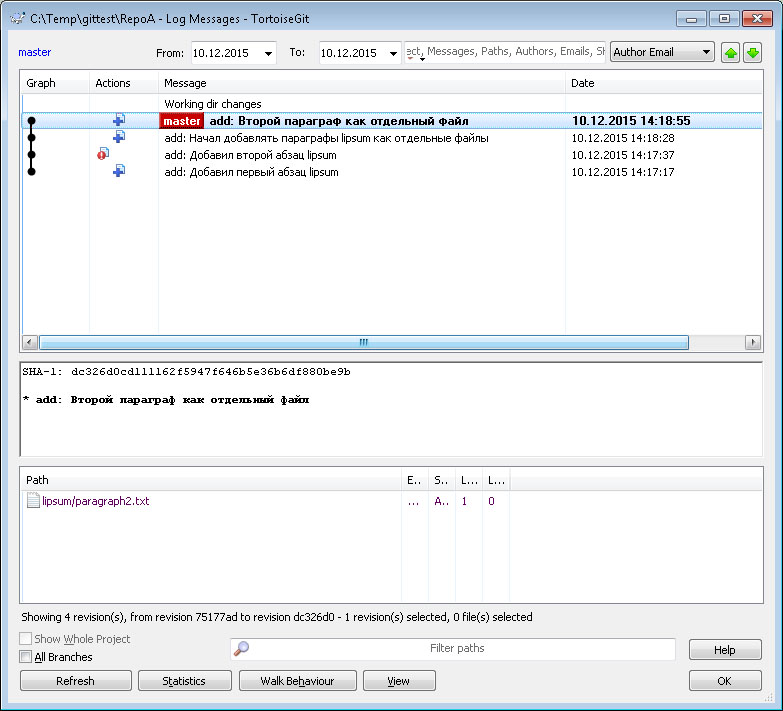 C:\Temp\gittest\RepoA - Log Messages - TortoiseGit
master From: 10.12.2015 To: 10.12.2015 ect, Messages, Paths, Authors, Emails, Author Email
Graph Actions Message Date
Working dir changes
master add: Второй параграф как отдельный файл 10.12.2015 14:18:55
add: Начал добавлять параграфы lipsum как отдельные файлы 10.12.2015 14:18:28
add: Добавил второй абзац lipsum 10.12.2015 14:17:37
add: Добавил первый абзац lipsum 10.12.2015 14:17:17
SHA-1: dc326d0cd111162f5947f646b5e36b6df880be9b
* add: Второй параграф как отдельный файл
Path E.. S.. L... L...
lipsum/paragraph2.txt ... A.. 1 0
Showing 4 revision(s), from revision 75177ad to revision dc326d0 - 1 revision(s) selected, 0 file(s) selected
Show Whole Project
Filter paths Help
All Branches
Refresh Statistics Walk Behaviour View OK